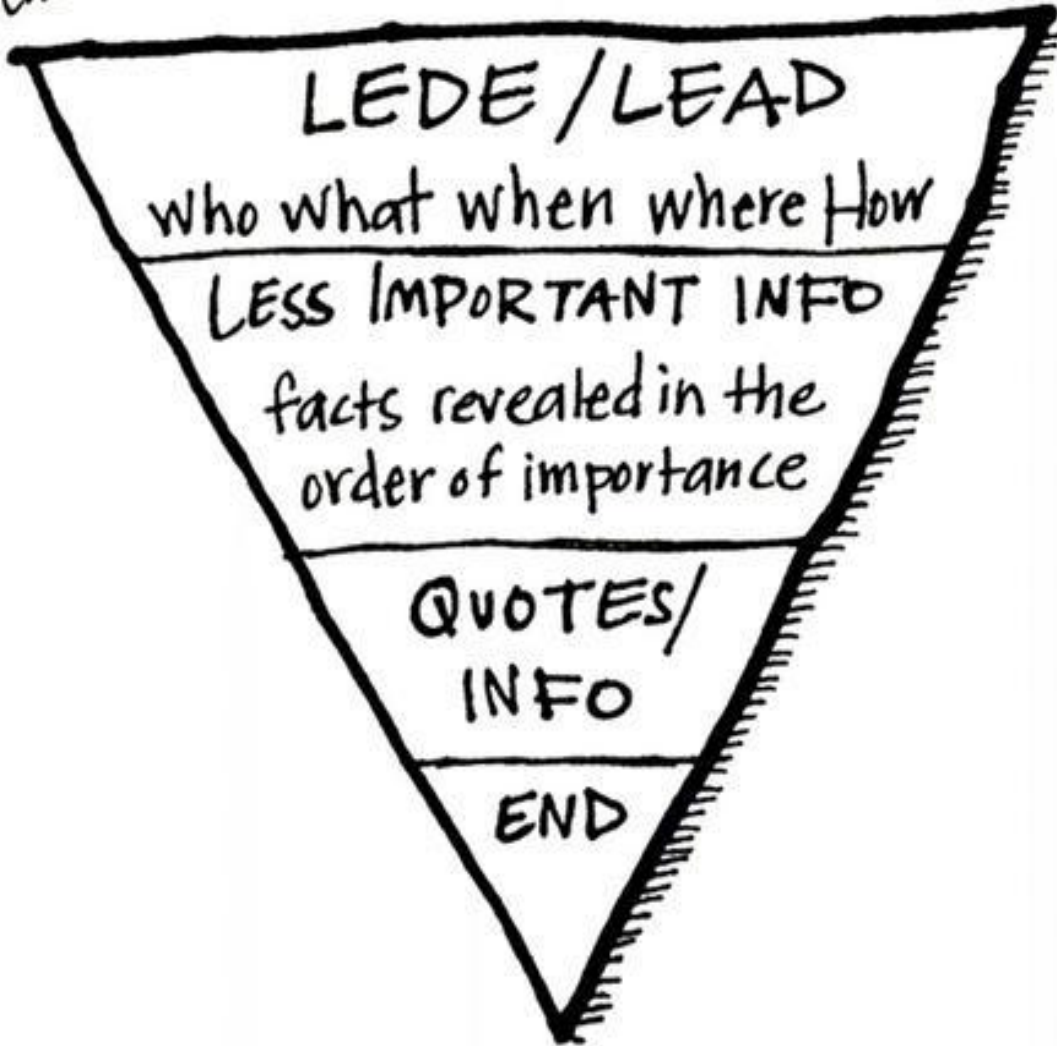 LEDE/LEAD
who what when where How
LESS IMPORTANT INFO
facts revealed in the
order of importance
QUOTES/
INFO
END